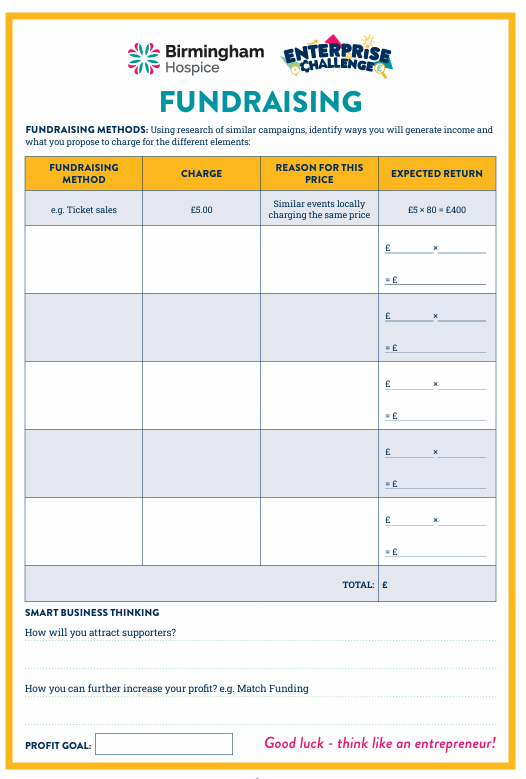 Birmingham
Hospice
ENTERPRISE
CHALLENGE
FUNDRAISING
FUNDRAISING METHODS: Using research of similar campaigns, identify ways you will generate income and
what you propose to charge for the different elements:
FUNDRAISING METHOD
CHARGE
REASON FOR THIS PRICE
EXPECTED RETURN
e.g. Ticket sales
£5.00
Similar events locally
charging the same price
£5 × 80 = £400
£ ×
= £
£ ×
= £
£ ×
= £
£ ×
= £
£ ×
= £
TOTAL: £
SMART BUSINESS THINKING
How will you attract supporters?
How you can further increase your profit? e.g. Match Funding
PROFIT GOAL:
Good luck - think like an entrepreneur!